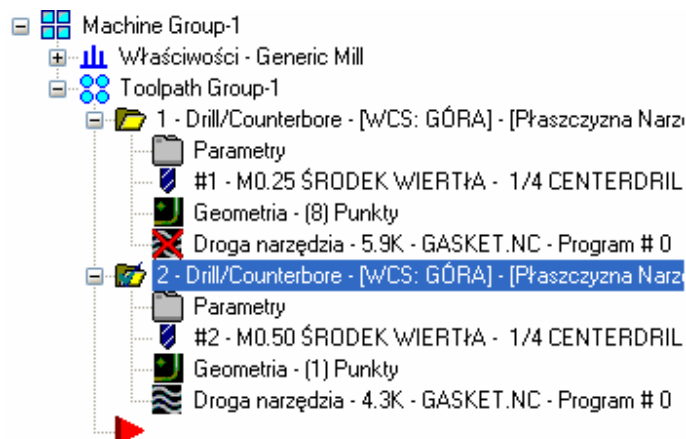 Machine Group-1
Właściwości - Generic Mill
Toolpath Group-1
1 - Drill/Counterbore - [WCS: GÓRA] - [Płaszczyzna Narz
Parametry
#1 - M0.25 ŚRODEK WIERTłA - 1/4 CENTERDRIL
Geometria - (8) Punkty
Droga narzędzia - 5.9K - GASKET.NC - Program # 0
2 - Drill/Counterbore - [WCS: GÓRA] - [Płaszczyzna Narz
Parametry
#2 - M0.50 ŚRODEK WIERTłA - 1/4 CENTERDRIL
Geometria - (1) Punkty
Droga narzędzia - 4.3K - GASKET.NC - Program # 0